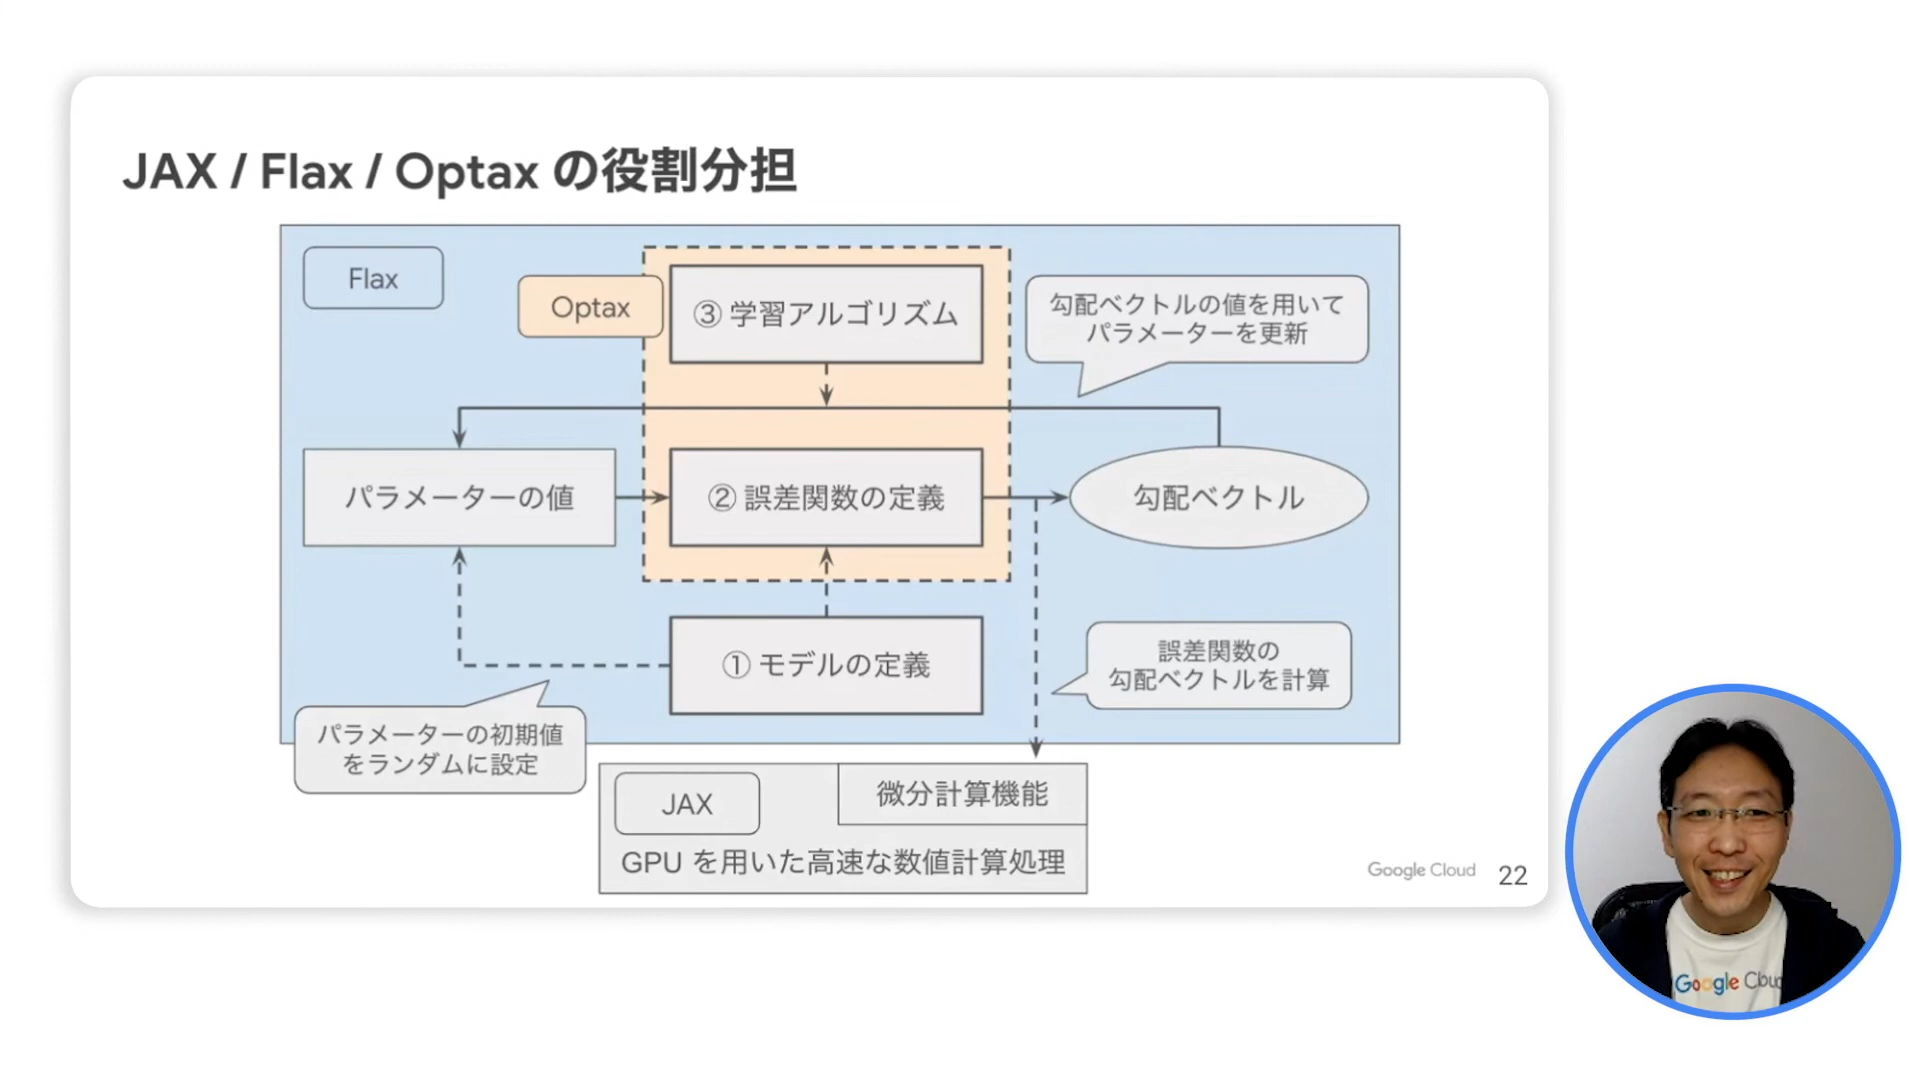 JAX / Flax / Optax の役割分担
Flax
Optax
③ 学習アルゴリズム
勾配ベクトルの値を用いて
パラメーターを更新
パラメーターの値
② 誤差関数の定義
勾配ベクトル
① モデルの定義
誤差関数の
勾配ベクトルを計算
パラメーターの初期値
をランダムに設定
JAX
微分計算機能
GPU を用いた高速な数値計算処理
Google Cloud
22
Google Cloud